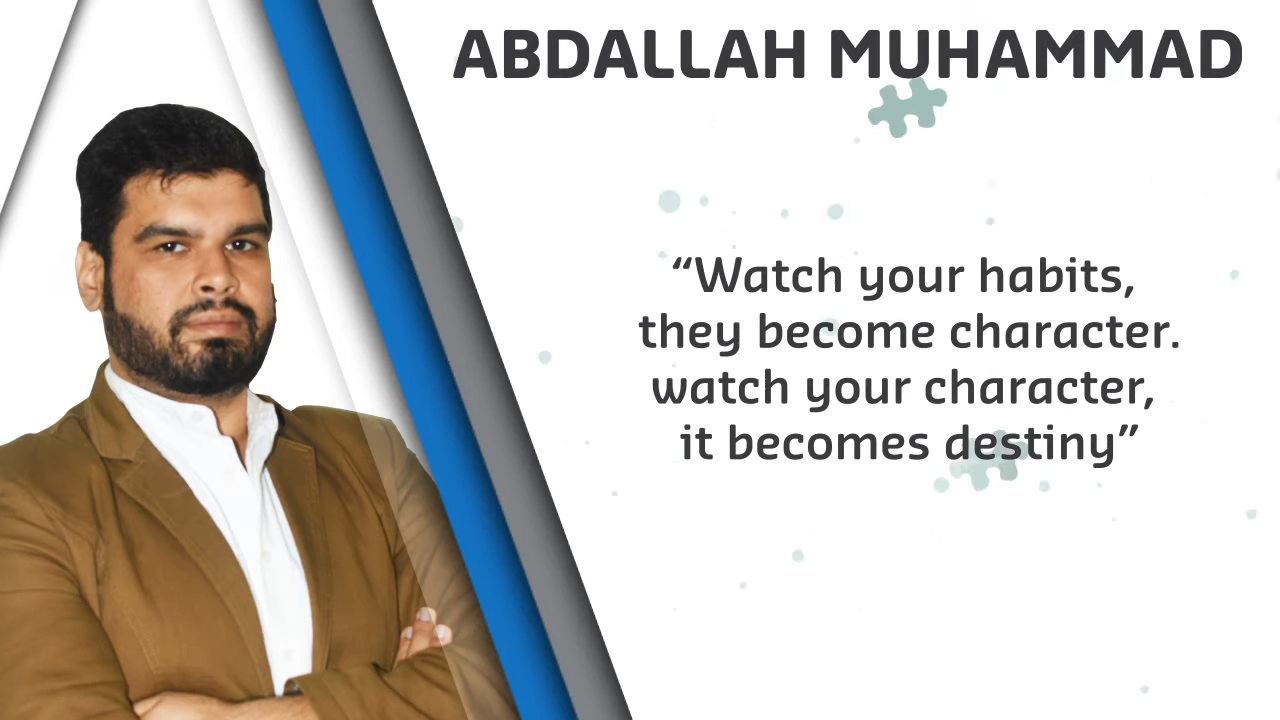 ABDALLAH MUHAMMAD
“Watch your habits,
they become character.
watch your character,
it becomes destiny”